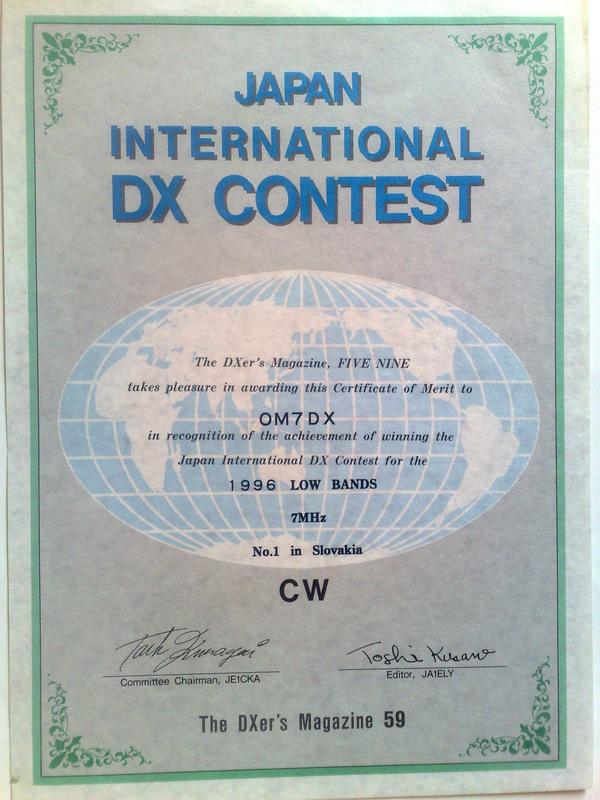 JAPAN
INTERNATIONAL
DX CONTEST
The DXer's Magazine, FIVE NINE
takes pleasure in awarding this Certificate of Merit to
OM7DX
in recognition of the achievement of winning the
Japan International DX Contest for the
1996 LOW BANDS
7MHz
No.1 in Slovakia
CW
Toshi Kusano
Committee Chairman, JE1CKA
Editor, JA1ELY
The DXer's Magazine 59